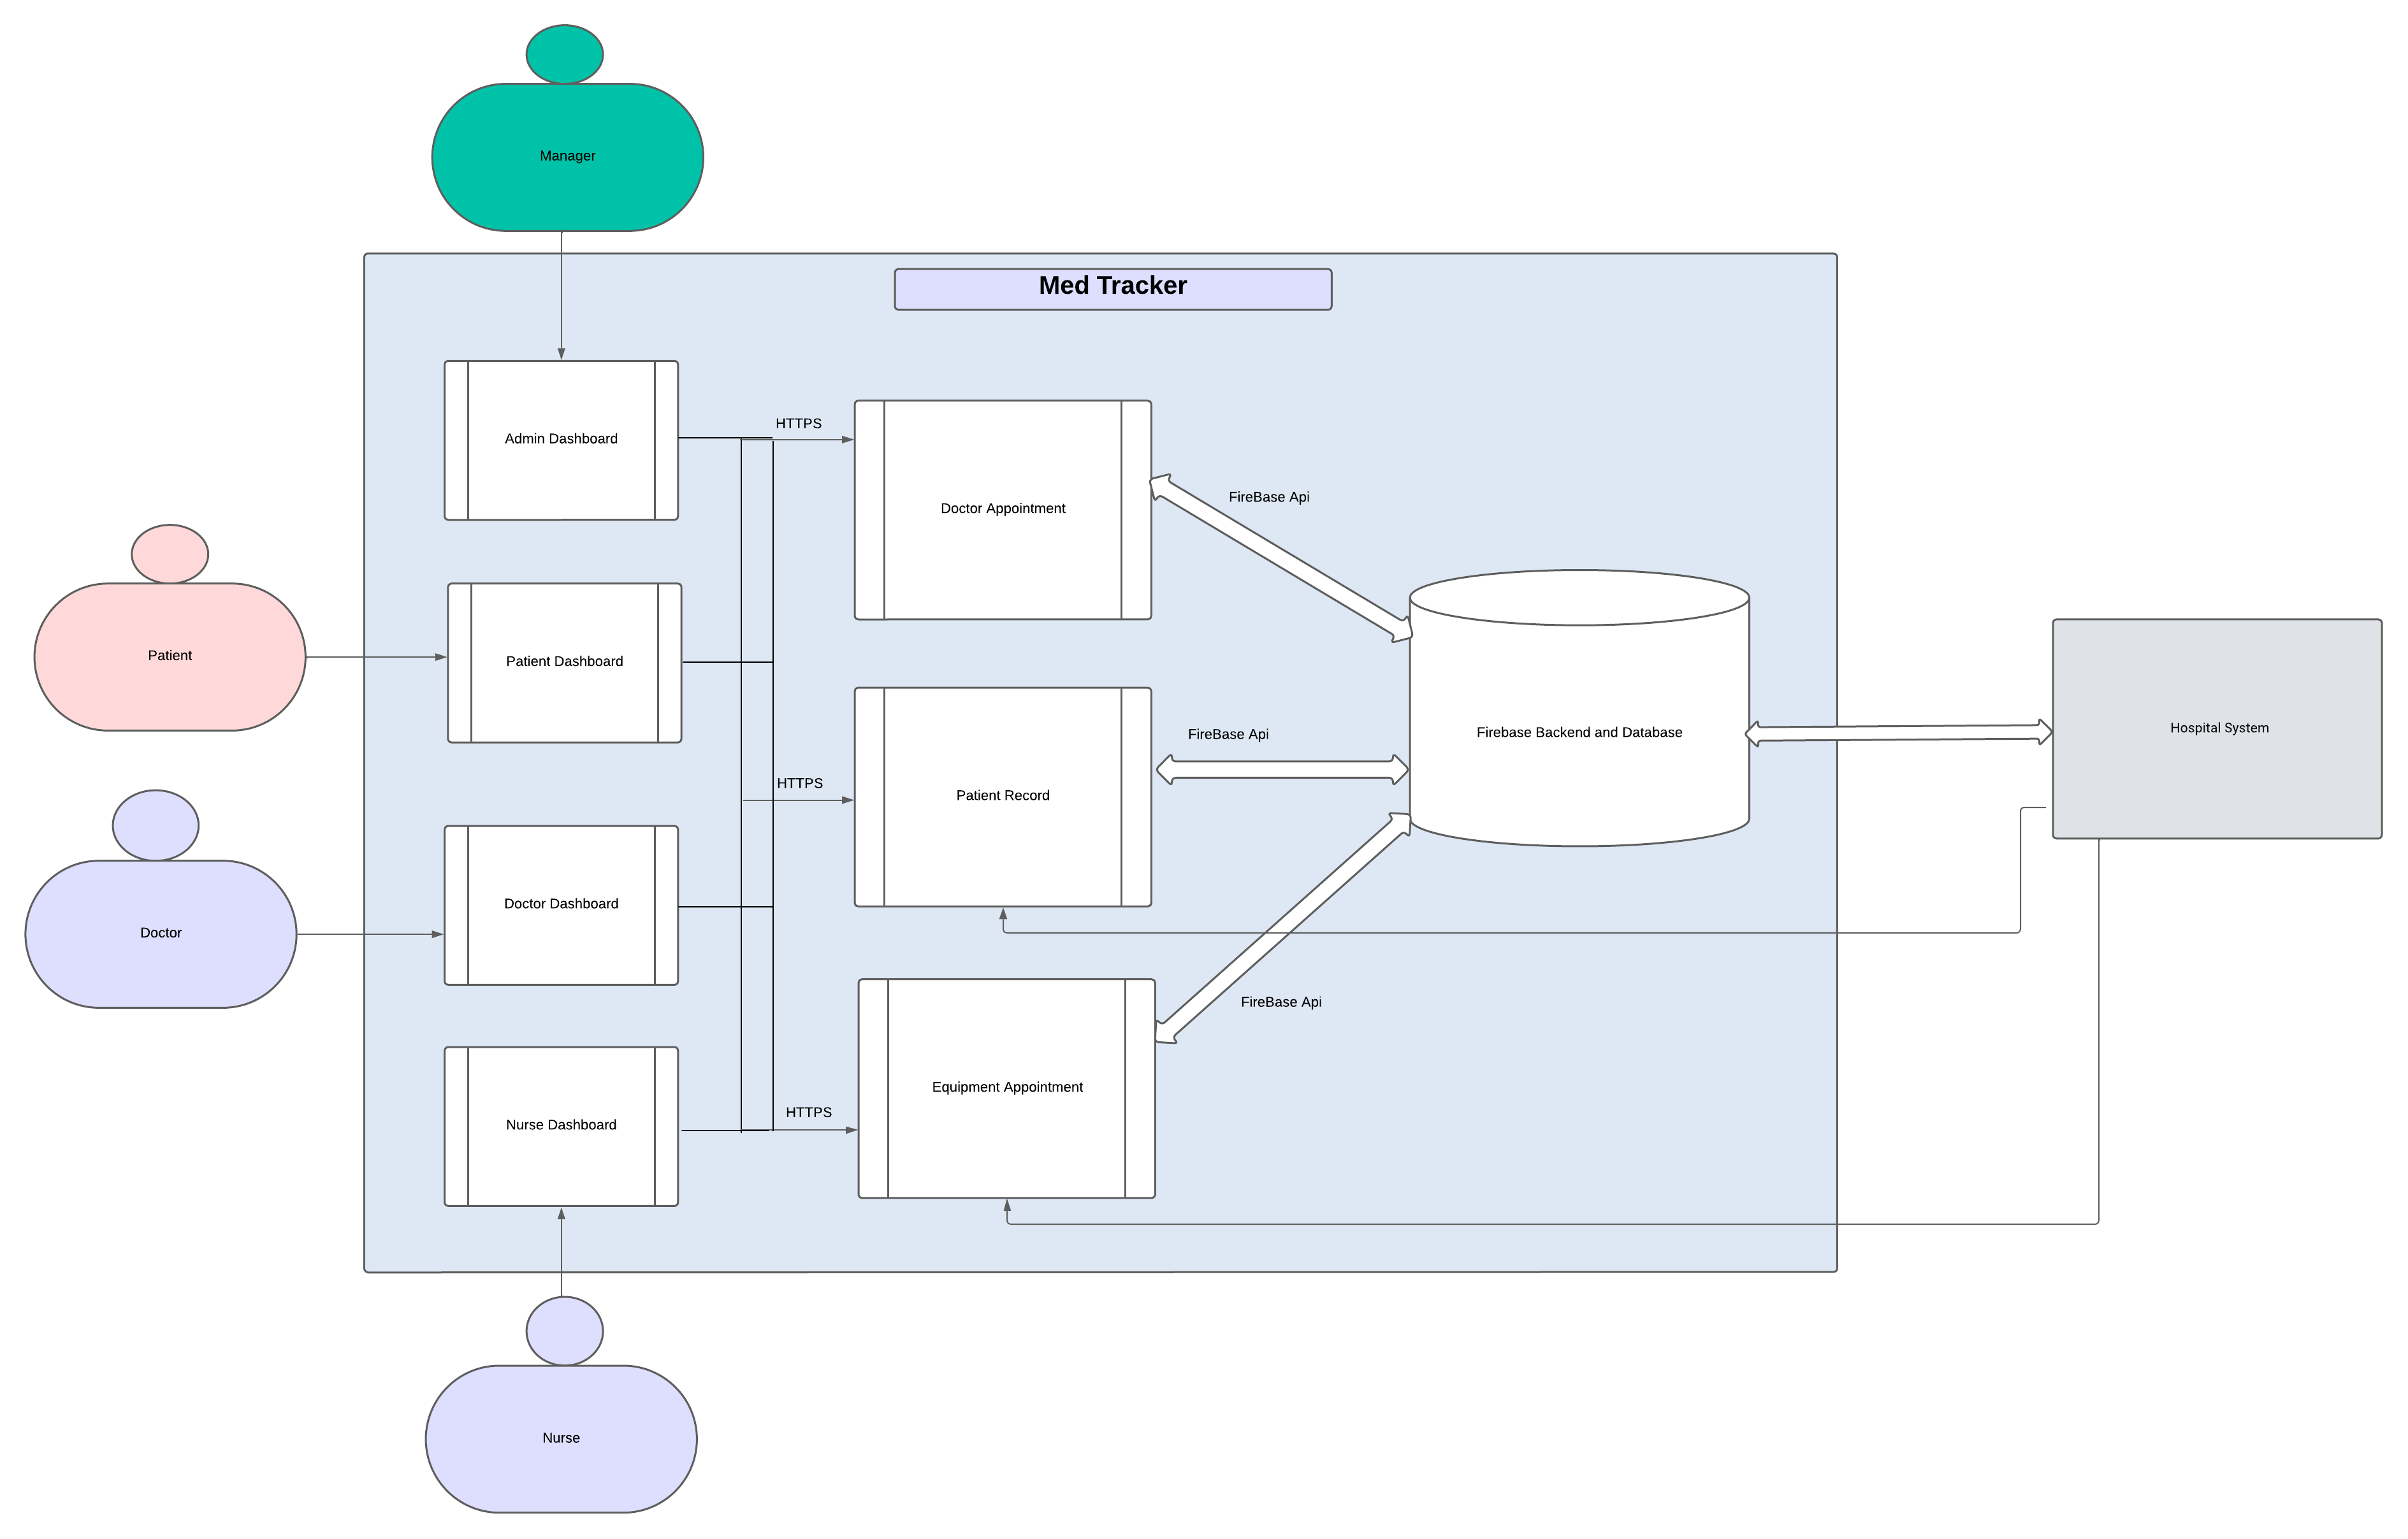 Manager
Med Tracker
HTTPS
Admin Dashboard
FireBase Api
Doctor Appointment
Patient
Patient Dashboard
Hospital System
Firebase Backend and Database
FireBase Api
HTTPS
Patient Record
Doctor Dashboard
Doctor
FireBase Api
Equipment Appointment
HTTPS
Nurse Dashboard
Nurse